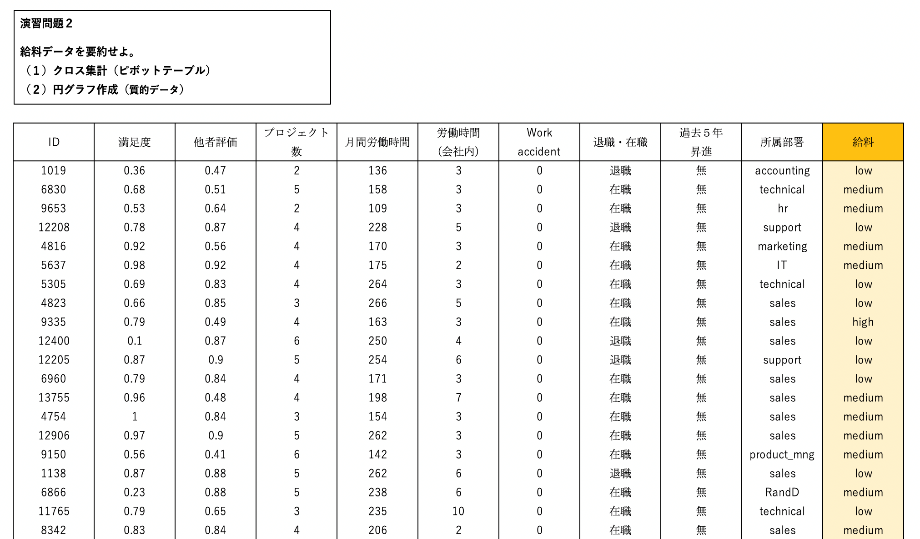 演習問題２
給料データを要約せよ。
（１）クロス集計（ピボットテーブル）
（２）円グラフ作成（質的データ）
ID 満足度 他者評価 プロジェクト数 月間労働時間 労働時間（会社内） Work accident 退職・在職 過去５年昇進 所属部署 給料
1019 0.36 0.47 2 136 3 0 退職 無 accounting low
6830 0.68 0.51 5 158 3 0 在職 無 technical medium
9653 0.53 0.64 2 109 3 0 在職 無 hr medium
12208 0.78 0.87 4 228 5 0 退職 無 support low
4816 0.92 0.56 4 170 3 0 在職 無 marketing medium
5637 0.98 0.92 4 175 2 0 在職 無 IT medium
5305 0.69 0.83 4 264 3 0 在職 無 technical low
4823 0.66 0.85 3 266 5 0 在職 無 sales low
9335 0.79 0.49 4 163 3 0 在職 無 sales high
12400 0.1 0.87 6 250 4 0 退職 無 sales low
12205 0.87 0.9 5 254 6 0 退職 無 support low
6960 0.79 0.84 4 171 3 0 在職 無 sales low
13755 0.96 0.48 4 198 7 0 在職 無 sales medium
4754 1 0.84 3 154 3 0 在職 無 sales medium
12906 0.97 0.9 5 262 3 0 在職 無 sales medium
9150 0.56 0.41 6 142 3 0 在職 無 product_mng medium
1138 0.87 0.88 5 262 6 0 退職 無 sales low
6866 0.23 0.88 5 238 6 0 在職 無 RandD medium
11765 0.79 0.65 3 235 10 0 在職 無 technical low
8342 0.83 0.84 4 206 2 0 在職 無 sales medium